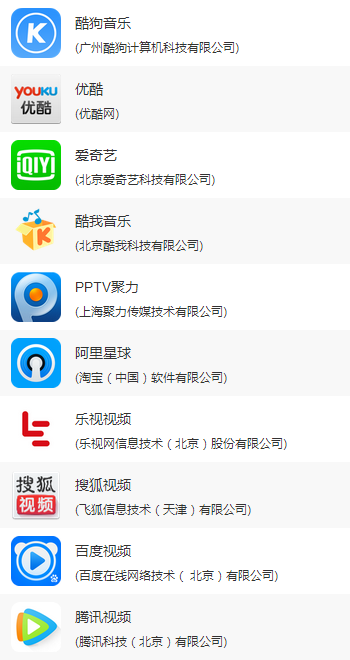 K
酷狗音乐
(广州酷狗计算机科技有限公司)
YOUKU
优酷
优酷
(优酷网)
iQIYI
爱奇艺
(北京爱奇艺科技有限公司)
K
酷我音乐
(北京酷我科技有限公司)
PPTV聚力
(上海聚力传媒技术有限公司)
阿里星球
(淘宝（中国）软件有限公司)
乐视视频
(乐视网信息技术（北京）股份有限公司)
搜狐
视频
搜狐视频
(飞狐信息技术（天津）有限公司)
百度视频
(百度在线网络技术（ 北京）有限公司)
腾讯视频
(腾讯科技（北京）有限公司)